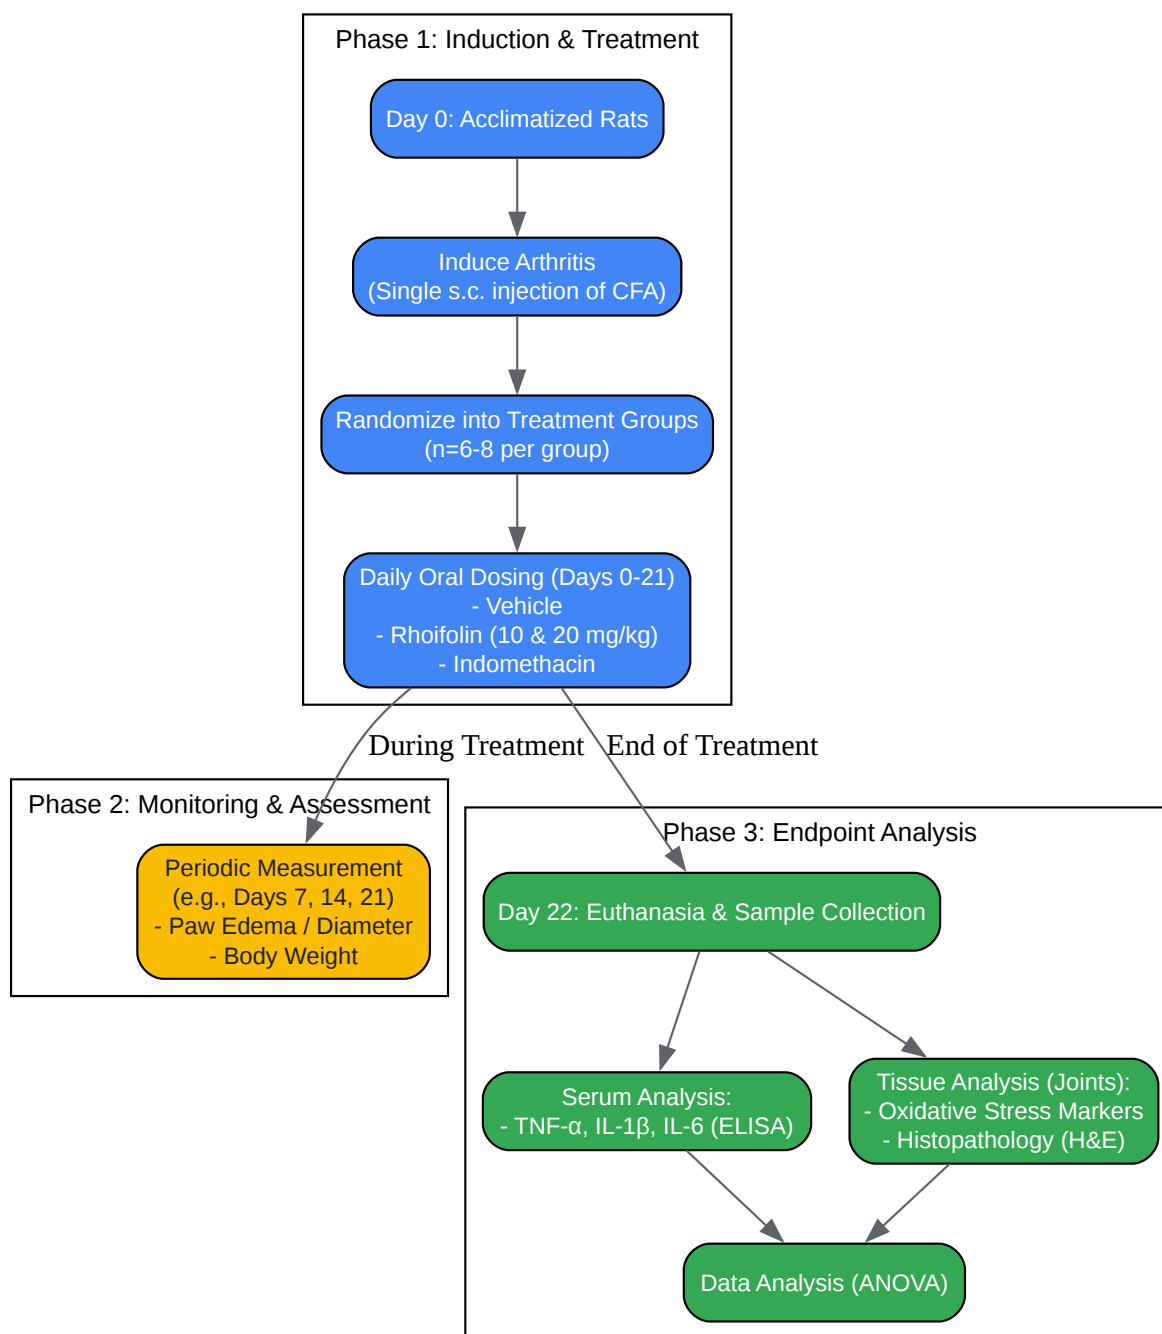 Phase 1: Induction & Treatment
Day 0: Acclimatized Rats
Induce Arthritis
(Single s.c. injection of CFA)
Randomize into Treatment Groups
(n=6-8 per group)
Daily Oral Dosing (Days 0-21)
- Vehicle
- Rhoifolin (10 & 20 mg/kg)
- Indomethacin
During Treatment
End of Treatment
Phase 2: Monitoring & Assessment
Periodic Measurement
(e.g., Days 7, 14, 21)
- Paw Edema / Diameter
- Body Weight
Phase 3: Endpoint Analysis
Day 22: Euthanasia & Sample Collection
Serum Analysis:
- TNF-α, IL-1β, IL-6 (ELISA)
Tissue Analysis (Joints):
- Oxidative Stress Markers
- Histopathology (H&E)
Data Analysis (ANOVA)